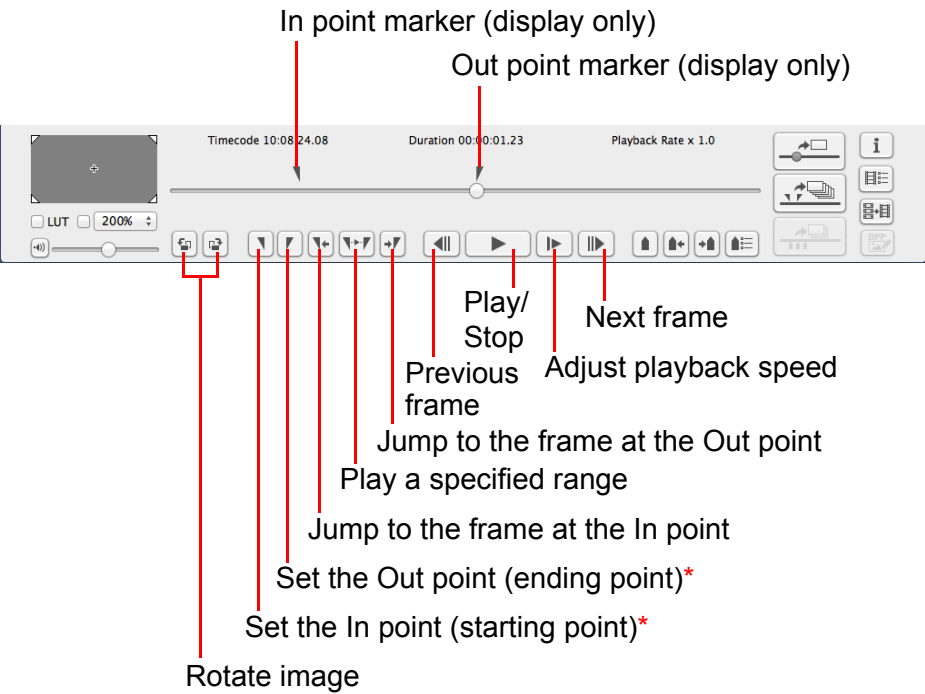 In point marker (display only)
Out point marker (display only)
Timecode 10:08:24.08
Duration 00:00:01.23
Playback Rate x 1.0
LUT
200%
i
DPP
Play/
Stop
Next frame
Previous
frame
Adjust playback speed
Jump to the frame at the Out point
Play a specified range
Jump to the frame at the In point
Set the Out point (ending point)*
Set the In point (starting point)*
Rotate image